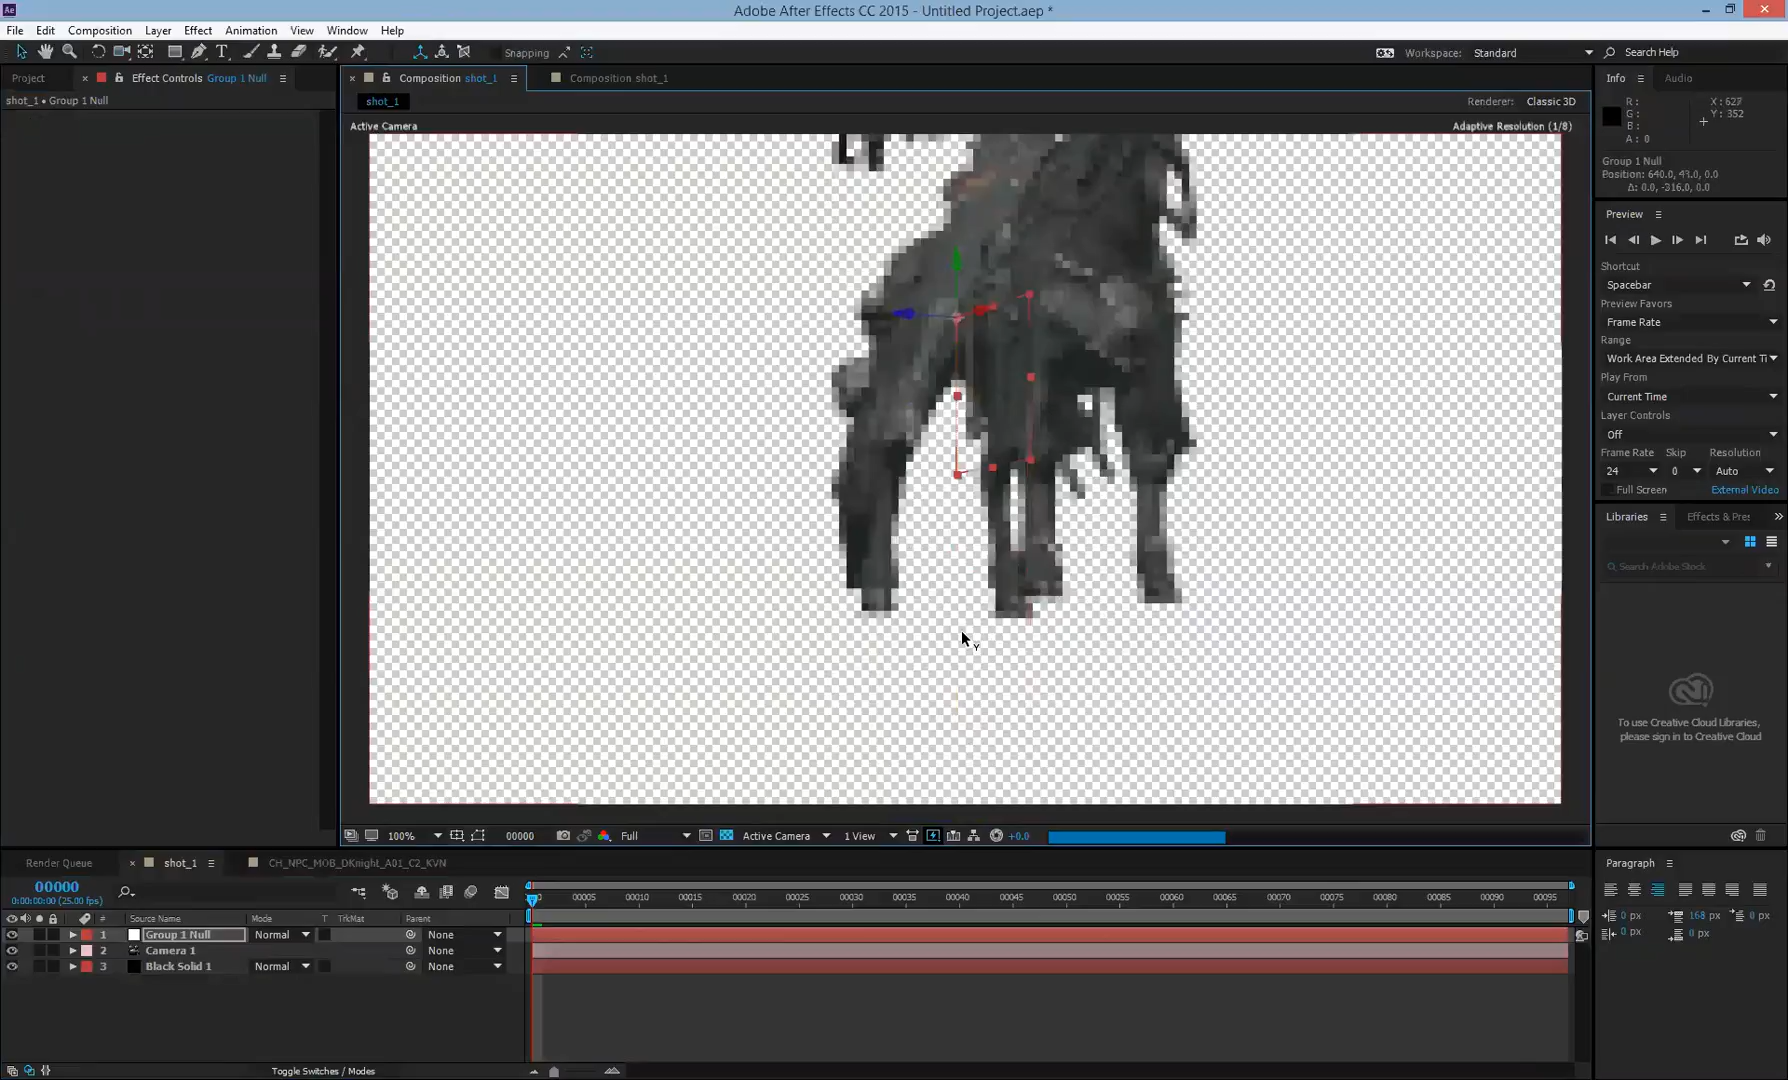 Adobe After Effects CC 2015 - Untitled Project.aep *
File Edit Composition Layer Effect Animation View Window Help
Snapping
Workspace: Standard
Search Help
Project
Effect Controls Group 1 Null
Composition shot_1
Composition shot_1
Info
Audio
shot_1 • Group 1 Null
shot_1
Renderer: Classic 3D
R :
G :
B :
A : 0
X : 627
Y : 352
Active Camera
Adaptive Resolution (1/8)
Group 1 Null
Position: 640.0, 43.0, 0.0
Δ: 0.0, -316.0, 0.0
Preview
Shortcut
Spacebar
Preview Favors
Frame Rate
Range
Work Area Extended By Current Ti
Play From
Current Time
Layer Controls
Off
Frame Rate Skip Resolution
24 0 Auto
Full Screen External Video
Libraries
Effects & Pres
Search Adobe Stock
To use Creative Cloud Libraries,
please sign in to Creative Cloud
Y
100%
00000
Full
Active Camera
1 View
+0.0
Render Queue
shot_1
CH_NPC_MOB_DKnight_A01_C2_KVN
Paragraph
00000
0:00:00:00 (25.00 fps)
00005 00010 00015 00020 00025 00030 00035 00040 00045 00050 00055 00060 00065 00070 00075 00080 00085 00090 00095
# Source Name Mode T TrkMat Parent
1 Group 1 Null Normal None
2 Camera 1 None
3 Black Solid 1 Normal None
0 px 168 px 0 px
0 px 0 px
Toggle Switches / Modes